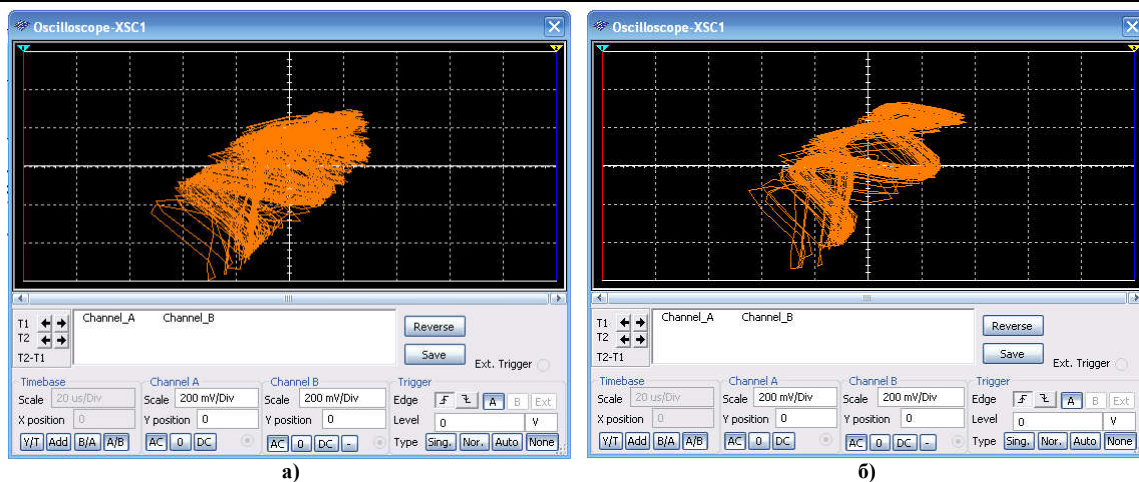 Oscilloscope-XSC1
T1
T2
T2-T1
Channel_A Channel_B
Reverse
Save
Ext. Trigger
Timebase
Scale 20 us/Div
X position 0
Y/T Add B/A A/B
Channel A
Scale 200 mV/Div
Y position 0
AC 0 DC
Channel B
Scale 200 mV/Div
Y position 0
AC 0 DC -
Trigger
Edge A B Ext
Level 0 V
Type Sing. Nor. Auto None
а)
Oscilloscope-XSC1
T1
T2
T2-T1
Channel_A Channel_B
Reverse
Save
Ext. Trigger
Timebase
Scale 20 us/Div
X position 0
Y/T Add B/A A/B
Channel A
Scale 200 mV/Div
Y position 0
AC 0 DC
Channel B
Scale 200 mV/Div
Y position 0
AC 0 DC -
Trigger
Edge A B Ext
Level 0 V
Type Sing. Nor. Auto None
б)